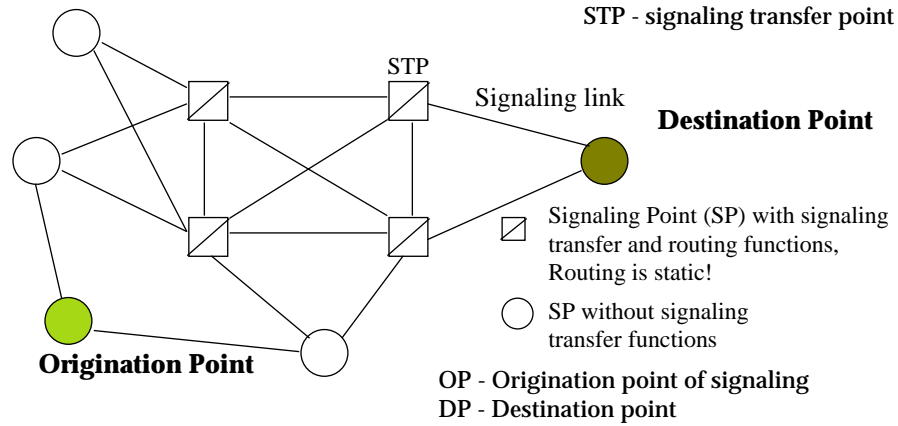 STP - signaling transfer point
STP
Signaling link
Destination Point
Signaling Point (SP) with signaling
transfer and routing functions,
Routing is static!
SP without signaling
transfer functions
Origination Point
OP - Origination point of signaling
DP - Destination point